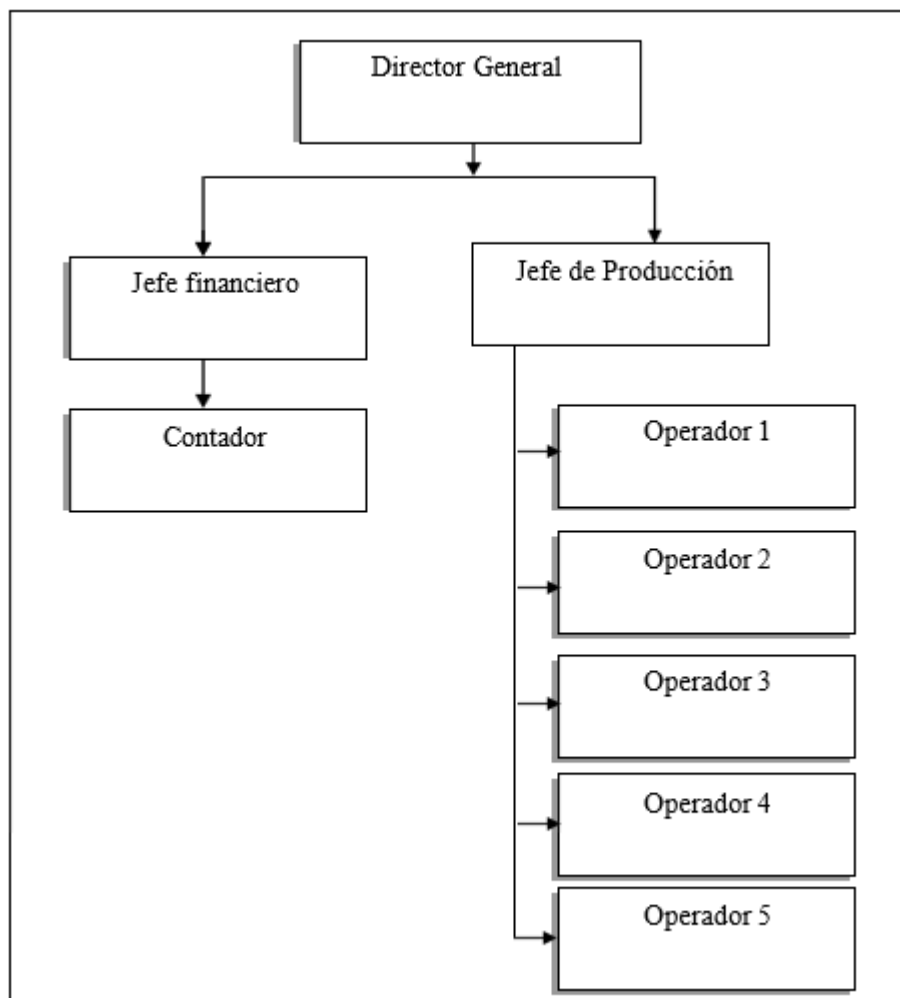 Director General
Jefe financiero
Jefe de Producción
Contador
Operador 1
Operador 2
Operador 3
Operador 4
Operador 5